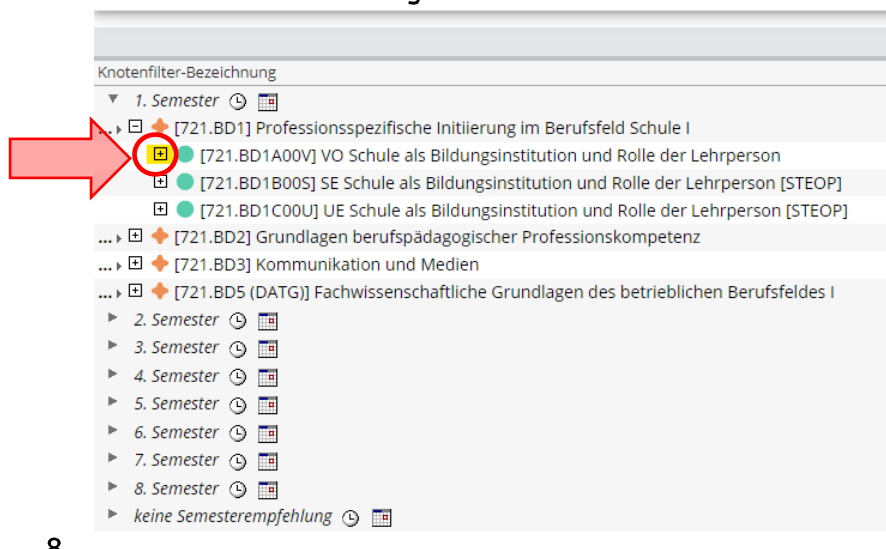 Knotenfilter-Bezeichnung
1. Semester
... [721.BD1] Professionsspezifische Initiierung im Berufsfeld Schule I
[721.BD1A00V] VO Schule als Bildungsinstitution und Rolle der Lehrperson
[721.BD1B00S] SE Schule als Bildungsinstitution und Rolle der Lehrperson [STEOP]
[721.BD1C00U] UE Schule als Bildungsinstitution und Rolle der Lehrperson [STEOP]
... [721.BD2] Grundlagen berufspädagogischer Professionskompetenz
... [721.BD3] Kommunikation und Medien
... [721.BD5 (DATG)] Fachwissenschaftliche Grundlagen des betrieblichen Berufsfeldes I
2. Semester
3. Semester
4. Semester
5. Semester
6. Semester
7. Semester
8. Semester
keine Semesterempfehlung